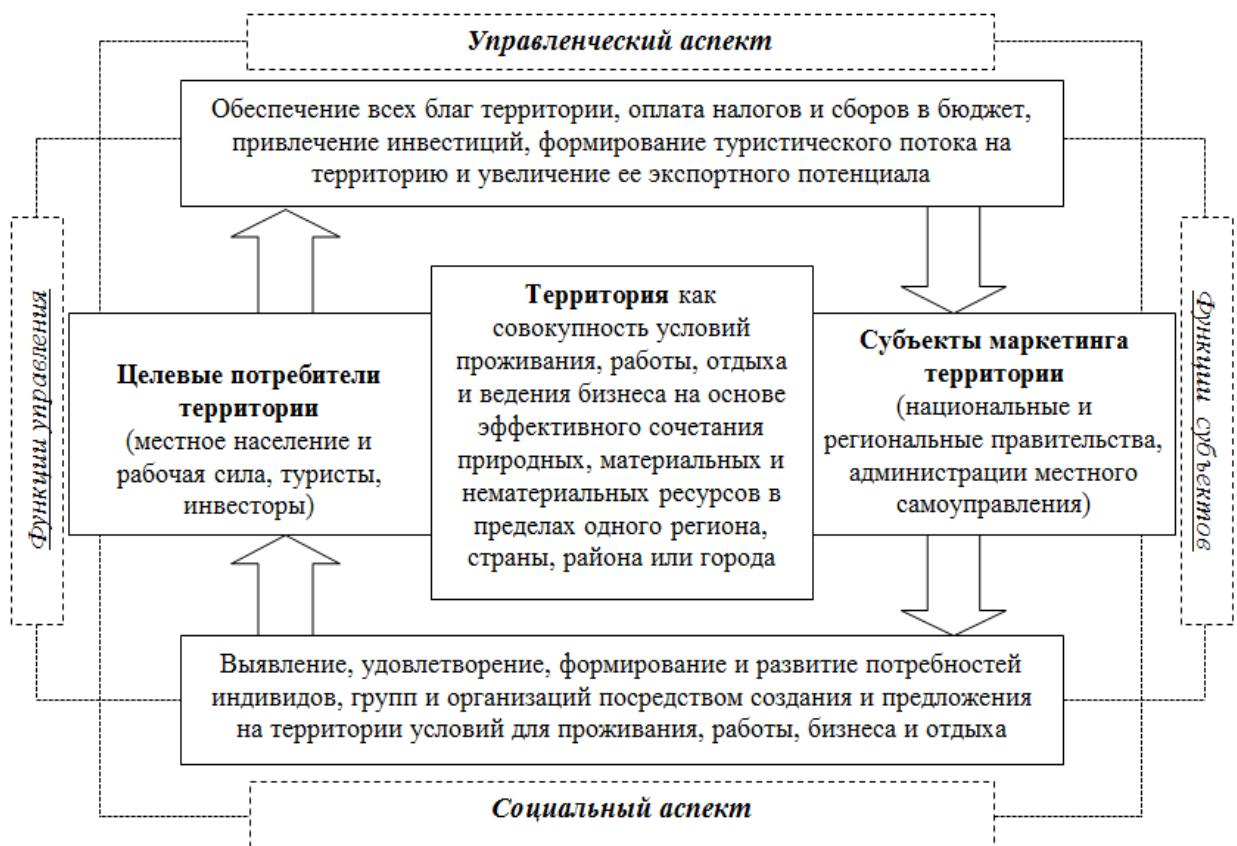 Управленческий аспект
Обеспечение всех благ территории, оплата налогов и сборов в бюджет,
привлечение инвестиций, формирование туристического потока на
территорию и увеличение ее экспортного потенциала
Функции управления
Целевые потребители
территории
(местное население и
рабочая сила, туристы,
инвесторы)
Территория как
совокупность условий
проживания, работы, отдыха
и ведения бизнеса на основе
эффективного сочетания
природных, материальных и
нематериальных ресурсов в
пределах одного региона,
страны, района или города
Субъекты маркетинга
территории
(национальные и
региональные правительства,
администрации местного
самоуправления)
Функции субъектов
Выявление, удовлетворение, формирование и развитие потребностей
индивидов, групп и организаций посредством создания и предложения
на территории условий для проживания, работы, бизнеса и отдыха
Социальный аспект